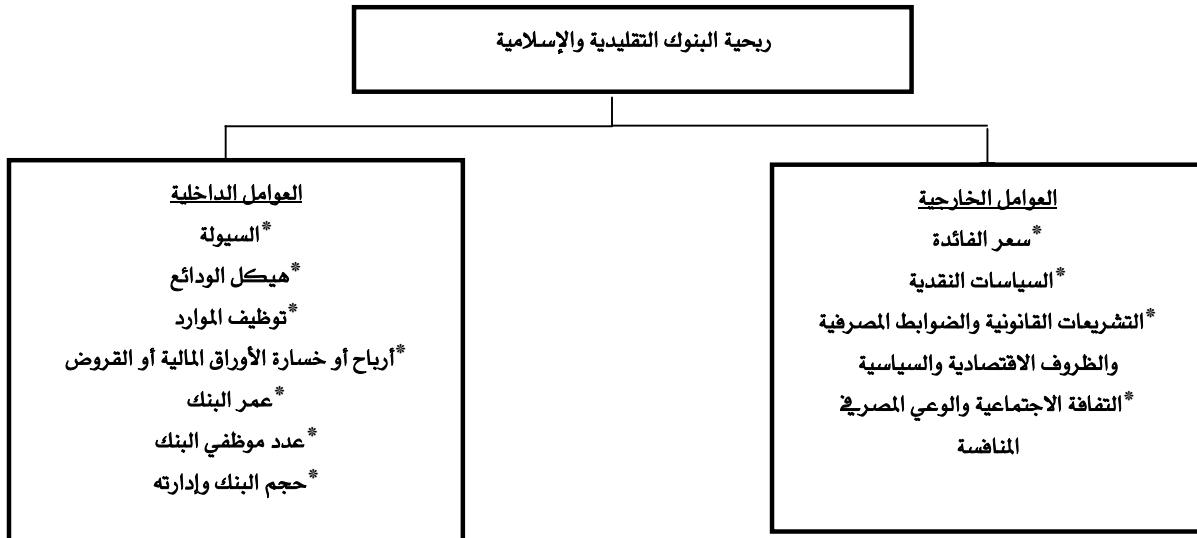 ربحية البنوك التقليدية والإسلامية
العوامل الخارجية
*سعر الفائدة
*السياسات النقدية
*التشريعات القانونية والضوابط المصرفية
والظروف الاقتصادية والسياسية
*التفافة الاجتماعية والوعي المصرفي
المنافسة
العوامل الداخلية
*السيولة
*هيكل الودائع
*توظيف الموارد
*أرباح أو خسارة الأوراق المالية أو القروض
*عمر البنك
*عدد موظفي البنك
*حجم البنك وإدارته